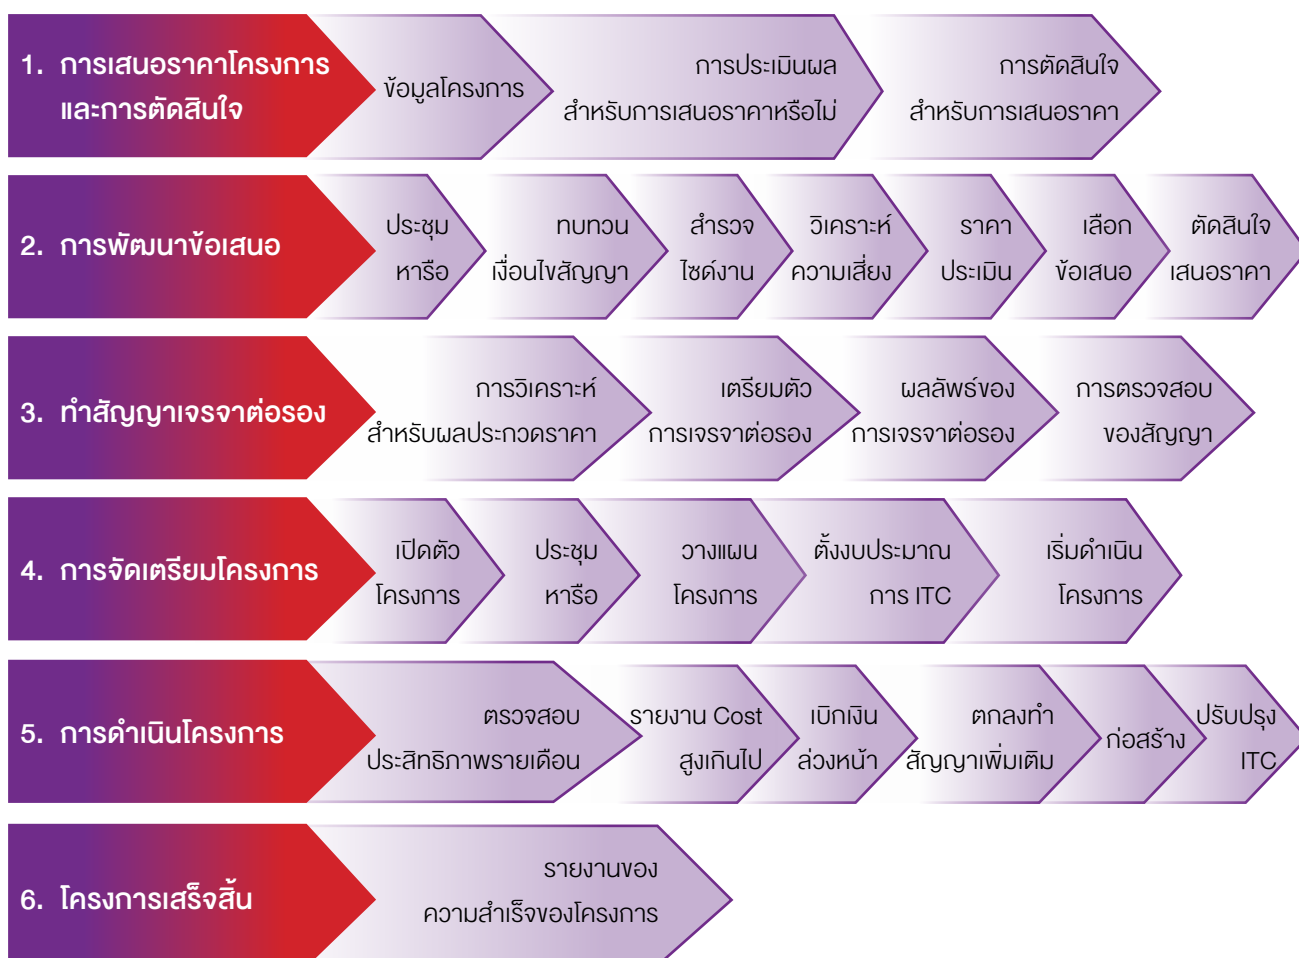 1. การเสนอราคาโครงการ
และการตัดสินใจ
ข้อมูลโครงการ
การประเมินผล
สำหรับการเสนอราคาหรือไม่
การตัดสินใจ
สำหรับการเสนอราคา
2. การพัฒนาข้อเสนอ
ประชุม
หารือ
ทบทวน
เงื่อนไขสัญญา
สำรวจ
ไซด์งาน
วิเคราะห์
ความเสี่ยง
ราคา
ประเมิน
เลือก
ข้อเสนอ
ตัดสินใจ
เสนอราคา
3. ทำสัญญาเจรจาต่อรอง
การวิเคราะห์
สำหรับผลประกวดราคา
เตรียมตัว
การเจรจาต่อรอง
ผลลัพธ์ของ
การเจรจาต่อรอง
การตรวจสอบ
ของสัญญา
4. การจัดเตรียมโครงการ
เปิดตัว
โครงการ
ประชุม
หารือ
วางแผน
โครงการ
ตั้งงบประมาณ
การ ITC
เริ่มดำเนิน
โครงการ
5. การดำเนินโครงการ
ตรวจสอบ
ประสิทธิภาพรายเดือน
รายงาน Cost
สูงเกินไป
เบิกเงิน
ล่วงหน้า
ตกลงทำ
สัญญาเพิ่มเติม
ก่อสร้าง
ปรับปรุง
ITC
6. โครงการเสร็จสิ้น
รายงานของ
ความสำเร็จของโครงการ